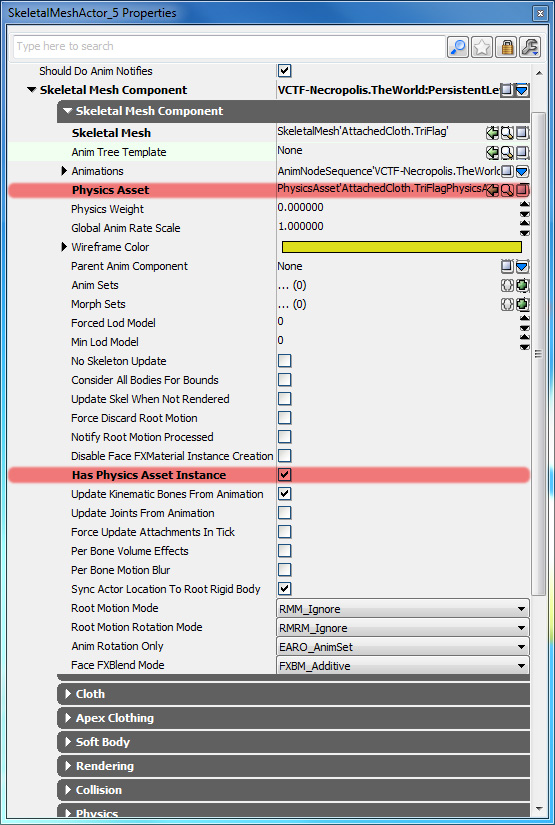 SkeletalMeshActor_5 Properties
Type here to search
Should Do Anim Notifies
Skeletal Mesh Component VCTF-Necropolis.TheWorld:PersistentLe
Skeletal Mesh Component
Skeletal Mesh SkeletalMesh'AttachedCloth.TriFlag'
Anim Tree Template None
Animations AnimNodeSequence'VCTF-Necropolis.TheWorld
Physics Asset PhysicsAsset'AttachedCloth.TriFlagPhysicsA
Physics Weight 0.000000
Global Anim Rate Scale 1.000000
Wireframe Color
Parent Anim Component None
Anim Sets ... (0)
Morph Sets ... (0)
Forced Lod Model 0
Min Lod Model 0
No Skeleton Update
Consider All Bodies For Bounds
Update Skel When Not Rendered
Force Discard Root Motion
Notify Root Motion Processed
Disable Face FXMaterial Instance Creation
Has Physics Asset Instance
Update Kinematic Bones From Animation
Update Joints From Animation
Force Update Attachments In Tick
Per Bone Volume Effects
Per Bone Motion Blur
Sync Actor Location To Root Rigid Body
Root Motion Mode RMM_Ignore
Root Motion Rotation Mode RMRM_Ignore
Anim Rotation Only EARO_AnimSet
Face FXBlend Mode FXBM_Additive
Cloth
Apex Clothing
Soft Body
Rendering
Collision
Physics